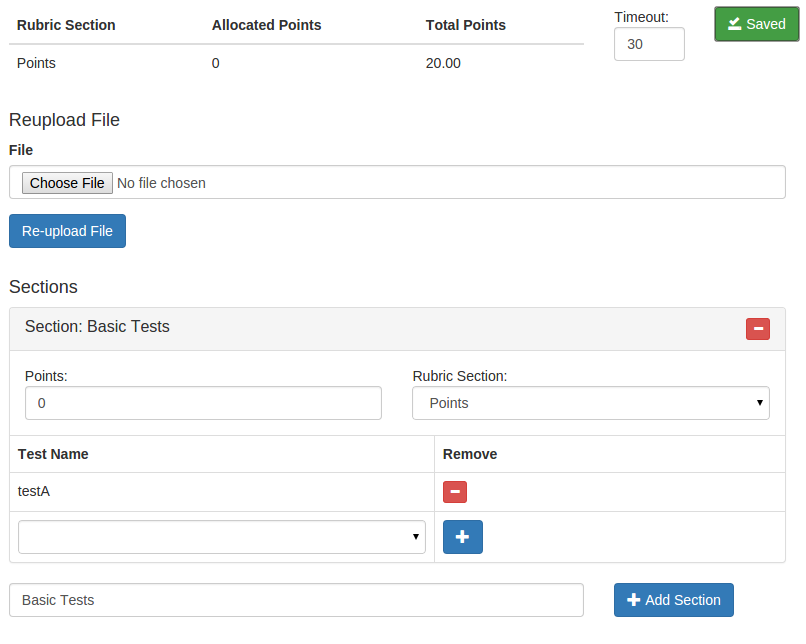 Rubric Section Allocated Points Total Points
Points 0 20.00
Timeout:
30
Saved
Reupload File
File
Choose File No file chosen
Re-upload File
Sections
Section: Basic Tests
Points: Rubric Section:
0 Points
Test Name Remove
testA
Basic Tests Add Section